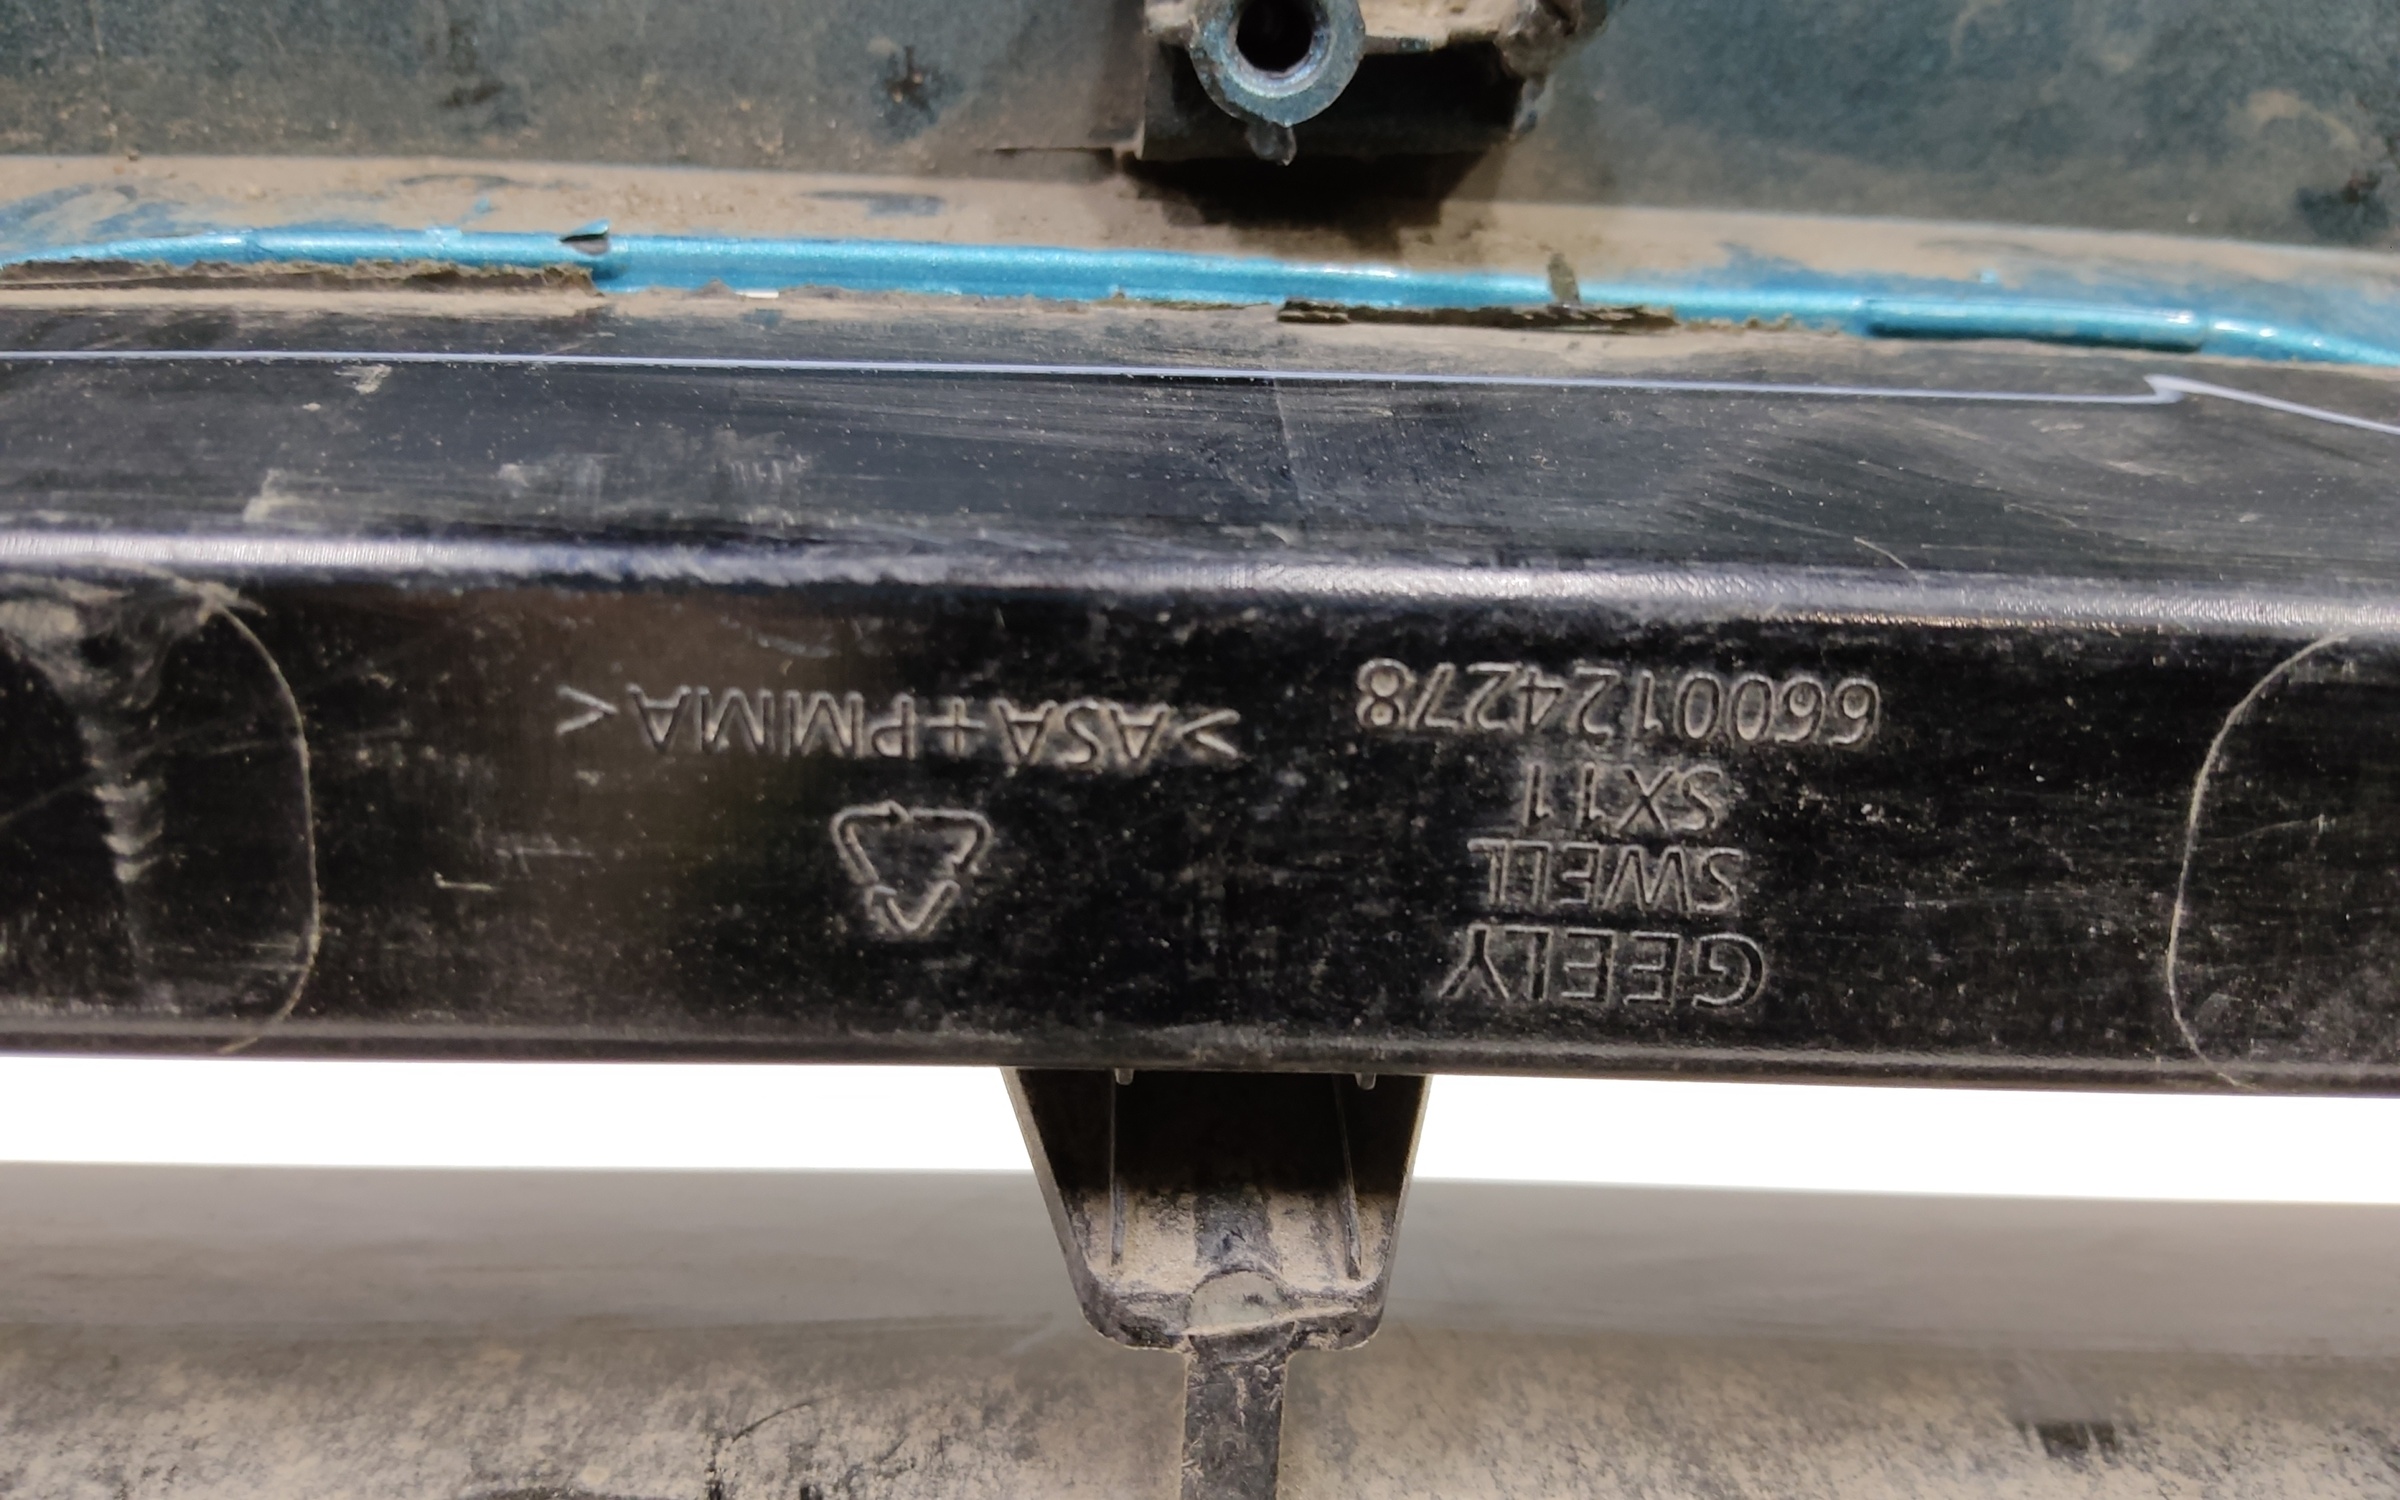 GEELY
SWELL
SX11
6600124278
>ASA+PMMA<